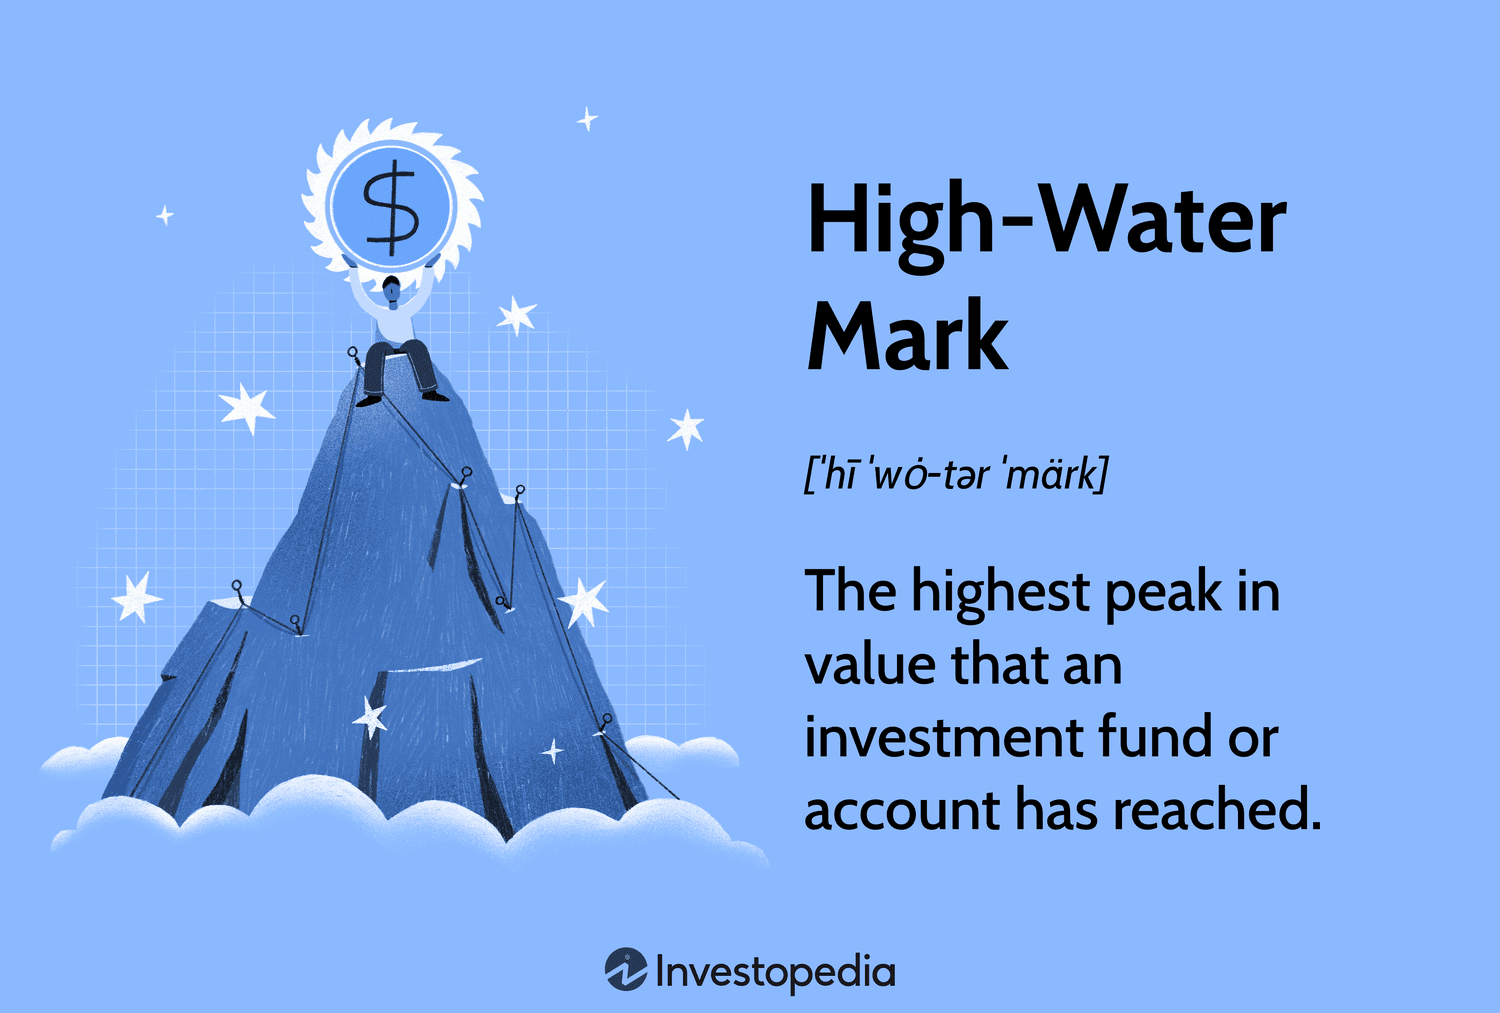 $
High-Water
Mark
[ˈhī ˈwȯ-tər ˈmärk]
The highest peak in
value that an
investment fund or
account has reached.
Investopedia